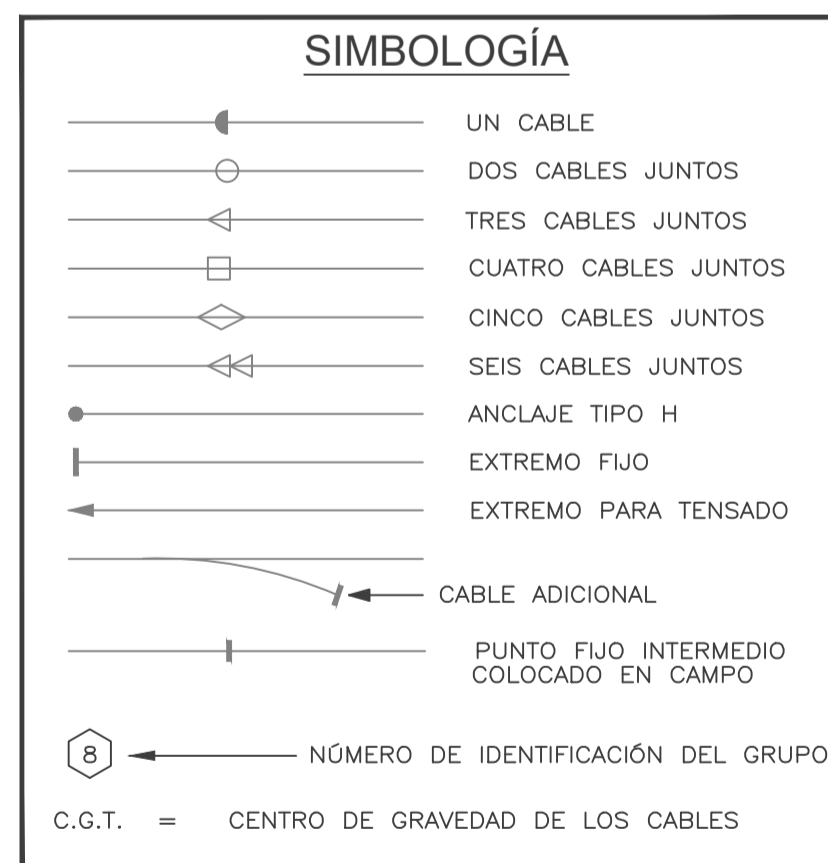 SIMBOLOGÍA
UN CABLE
DOS CABLES JUNTOS
TRES CABLES JUNTOS
CUATRO CABLES JUNTOS
CINCO CABLES JUNTOS
SEIS CABLES JUNTOS
ANCLAJE TIPO H
EXTREMO FIJO
EXTREMO PARA TENSADO
CABLE ADICIONAL
PUNTO FIJO INTERMEDIO
COLOCADO EN CAMPO
8 NÚMERO DE IDENTIFICACIÓN DEL GRUPO
C.G.T. = CENTRO DE GRAVEDAD DE LOS CABLES